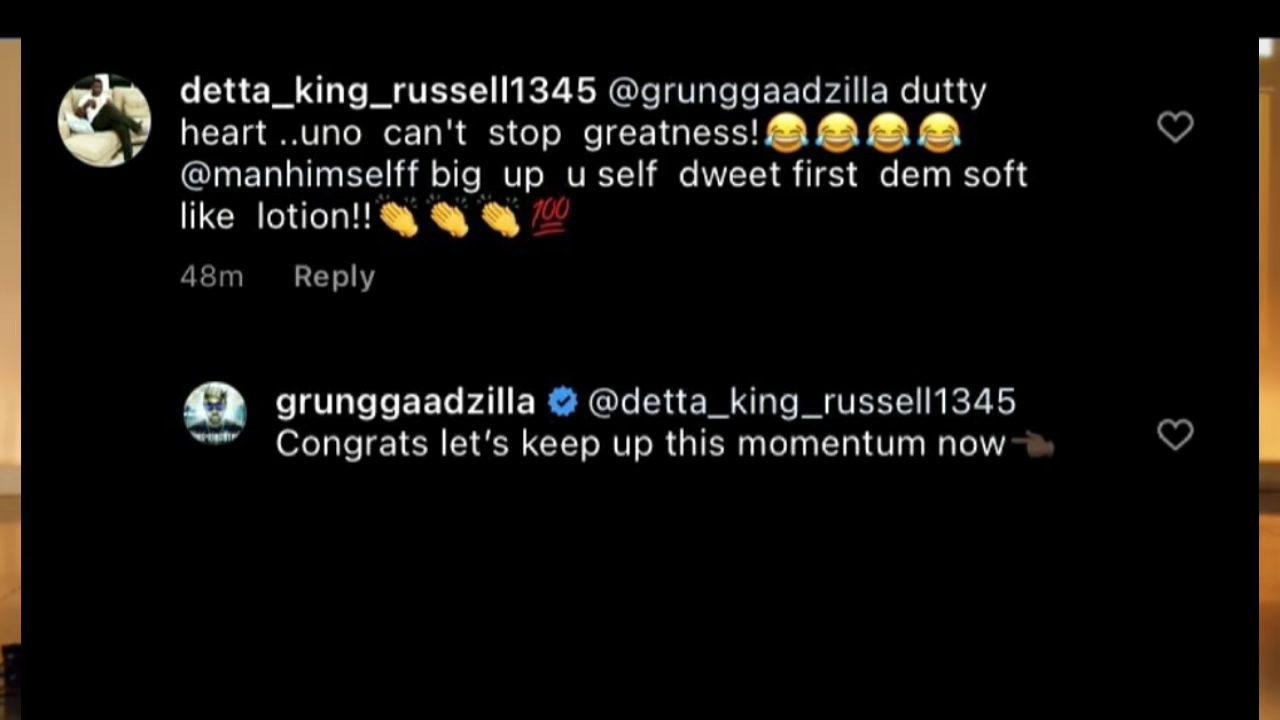 detta_king_russell1345 @grunggaadzilla dutty
heart ..uno can't stop greatness!😂😂😂😂
@manhimselff big up u self dweet first dem soft
like lotion!!👏👏👏💯
48m Reply
grunggaadzilla @detta_king_russell1345
Congrats let’s keep up this momentum now👈🏿